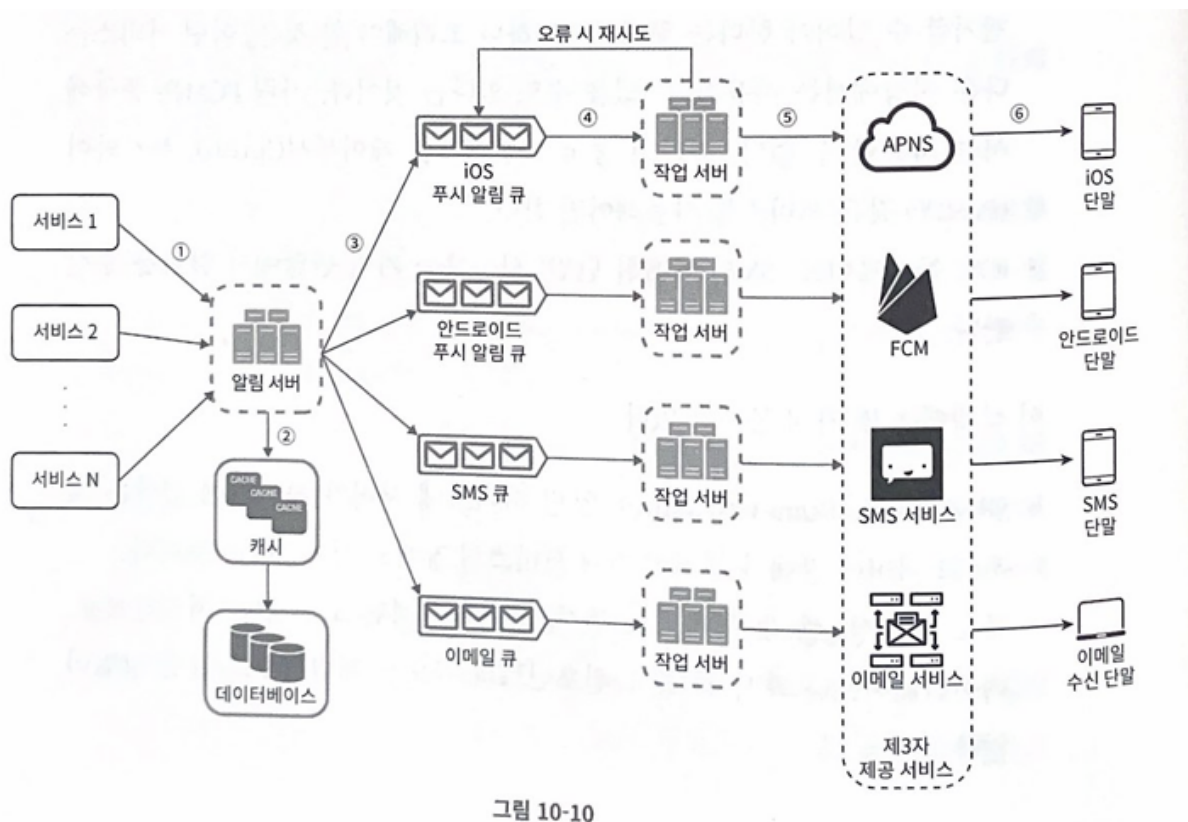 오류 시 재시도
④
⑤
⑥
iOS
푸시 알림 큐
작업 서버
APNS
iOS
단말
서비스 1
①
③
서비스 2
알림 서버
안드로이드
푸시 알림 큐
작업 서버
FCM
안드로이드
단말
서비스 N
②
CACHE
CACHE
CACHE
캐시
SMS 큐
작업 서버
SMS 서비스
SMS
단말
데이터베이스
이메일 큐
작업 서버
이메일 서비스
이메일
수신 단말
제3자
제공 서비스
그림 10-10